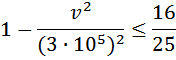 1 − v²/(3 · 10⁵)² ≤ 16/25